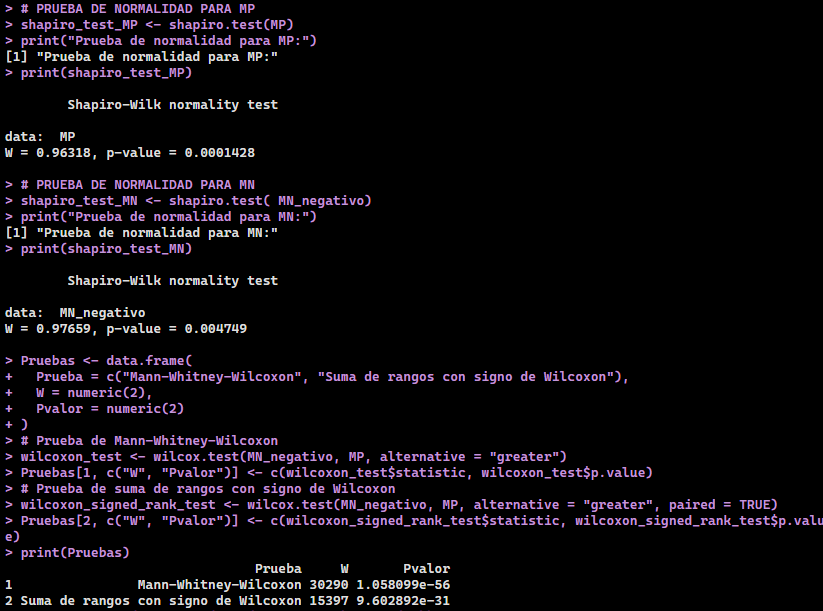 > # PRUEBA DE NORMALIDAD PARA MP
> shapiro_test_MP <- shapiro.test(MP)
> print("Prueba de normalidad para MP:")
[1] "Prueba de normalidad para MP:"
> print(shapiro_test_MP)

        Shapiro-Wilk normality test

data:  MP
W = 0.96318, p-value = 0.0001428

> # PRUEBA DE NORMALIDAD PARA MN
> shapiro_test_MN <- shapiro.test( MN_negativo)
> print("Prueba de normalidad para MN:")
[1] "Prueba de normalidad para MN:"
> print(shapiro_test_MN)

        Shapiro-Wilk normality test

data:  MN_negativo
W = 0.97659, p-value = 0.004749

> Pruebas <- data.frame(
+   Prueba = c("Mann-Whitney-Wilcoxon", "Suma de rangos con signo de Wilcoxon"),
+   W = numeric(2),
+   Pvalor = numeric(2)
+ )
> # Prueba de Mann-Whitney-Wilcoxon
> wilcoxon_test <- wilcox.test(MN_negativo, MP, alternative = "greater")
> Pruebas[1, c("W", "Pvalor")] <- c(wilcoxon_test$statistic, wilcoxon_test$p.value)
> # Prueba de suma de rangos con signo de Wilcoxon
> wilcoxon_signed_rank_test <- wilcox.test(MN_negativo, MP, alternative = "greater", paired = TRUE)
> Pruebas[2, c("W", "Pvalor")] <- c(wilcoxon_signed_rank_test$statistic, wilcoxon_signed_rank_test$p.valu
e)
> print(Pruebas)
                                Prueba     W       Pvalor
1                Mann-Whitney-Wilcoxon 30290 1.058099e-56
2 Suma de rangos con signo de Wilcoxon 15397 9.602892e-31